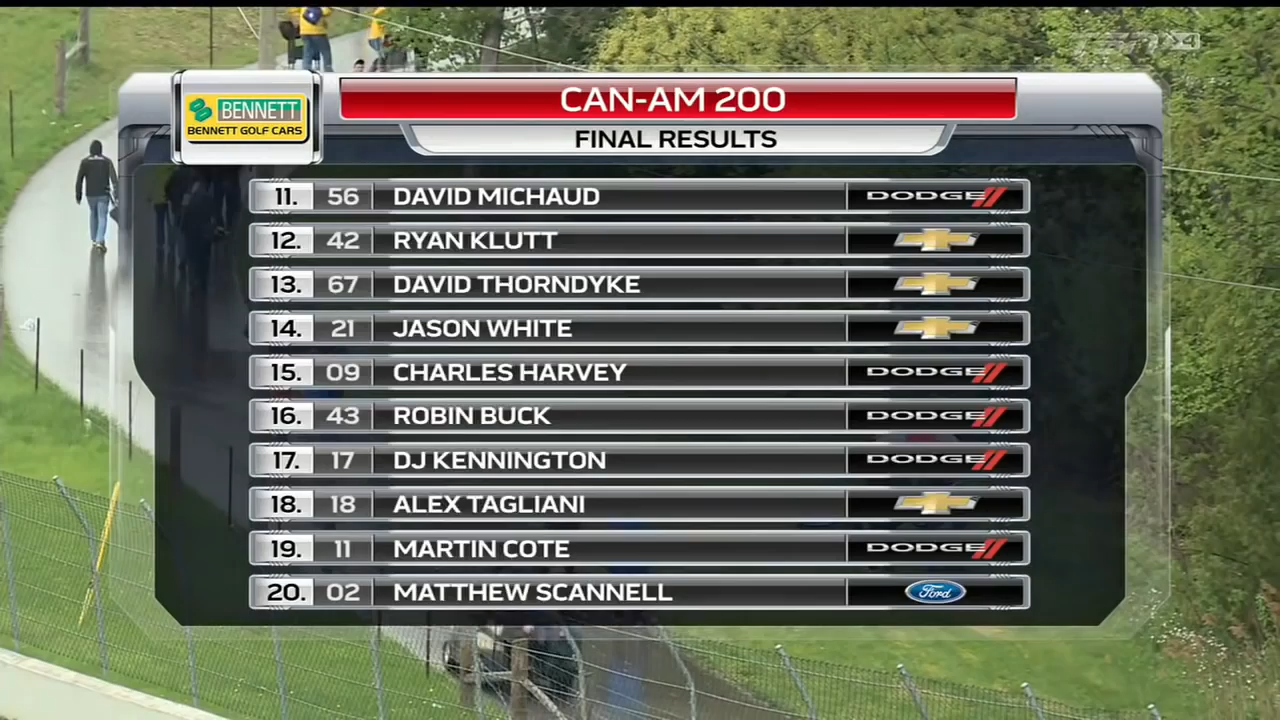 TSN 4
BENNETT
BENNETT GOLF CARS
CAN-AM 200
FINAL RESULTS
11. 56 DAVID MICHAUD DODGE
12. 42 RYAN KLUTT
13. 67 DAVID THORNDYKE
14. 21 JASON WHITE
15. 09 CHARLES HARVEY DODGE
16. 43 ROBIN BUCK DODGE
17. 17 DJ KENNINGTON DODGE
18. 18 ALEX TAGLIANI
19. 11 MARTIN COTE DODGE
20. 02 MATTHEW SCANNELL Ford